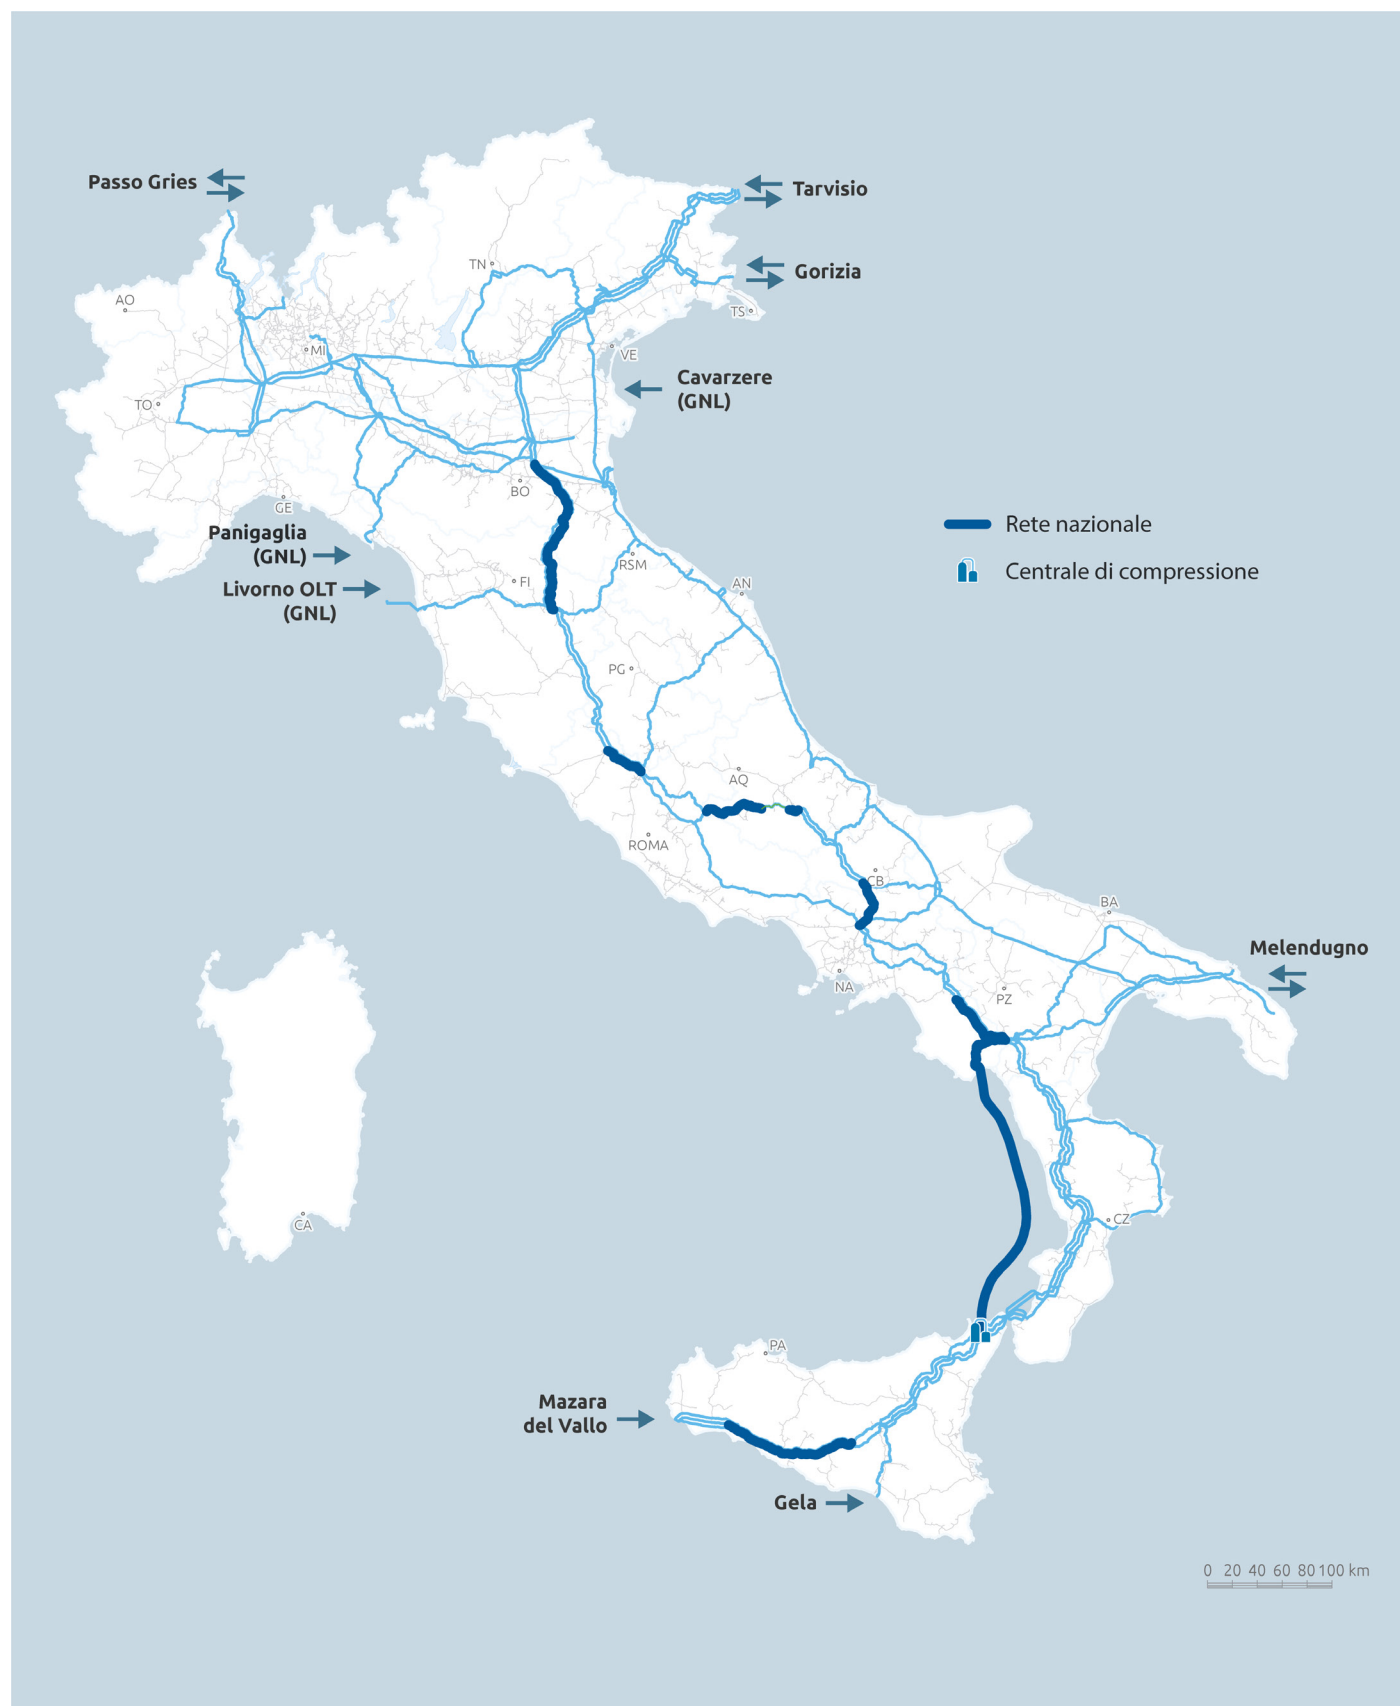 Passo Gries
Tarvisio
Gorizia
TN
AO
TS
MI
VE
Cavarzere
(GNL)
TO
BO
GE
Panigaglia
(GNL)
Rete nazionale
RSM
Centrale di compressione
FI
AN
Livorno OLT
(GNL)
PG
AQ
ROMA
CB
BA
Melendugno
NA
PZ
CA
CZ
PA
Mazara
del Vallo
Gela
0 20 40 60 80 100 km